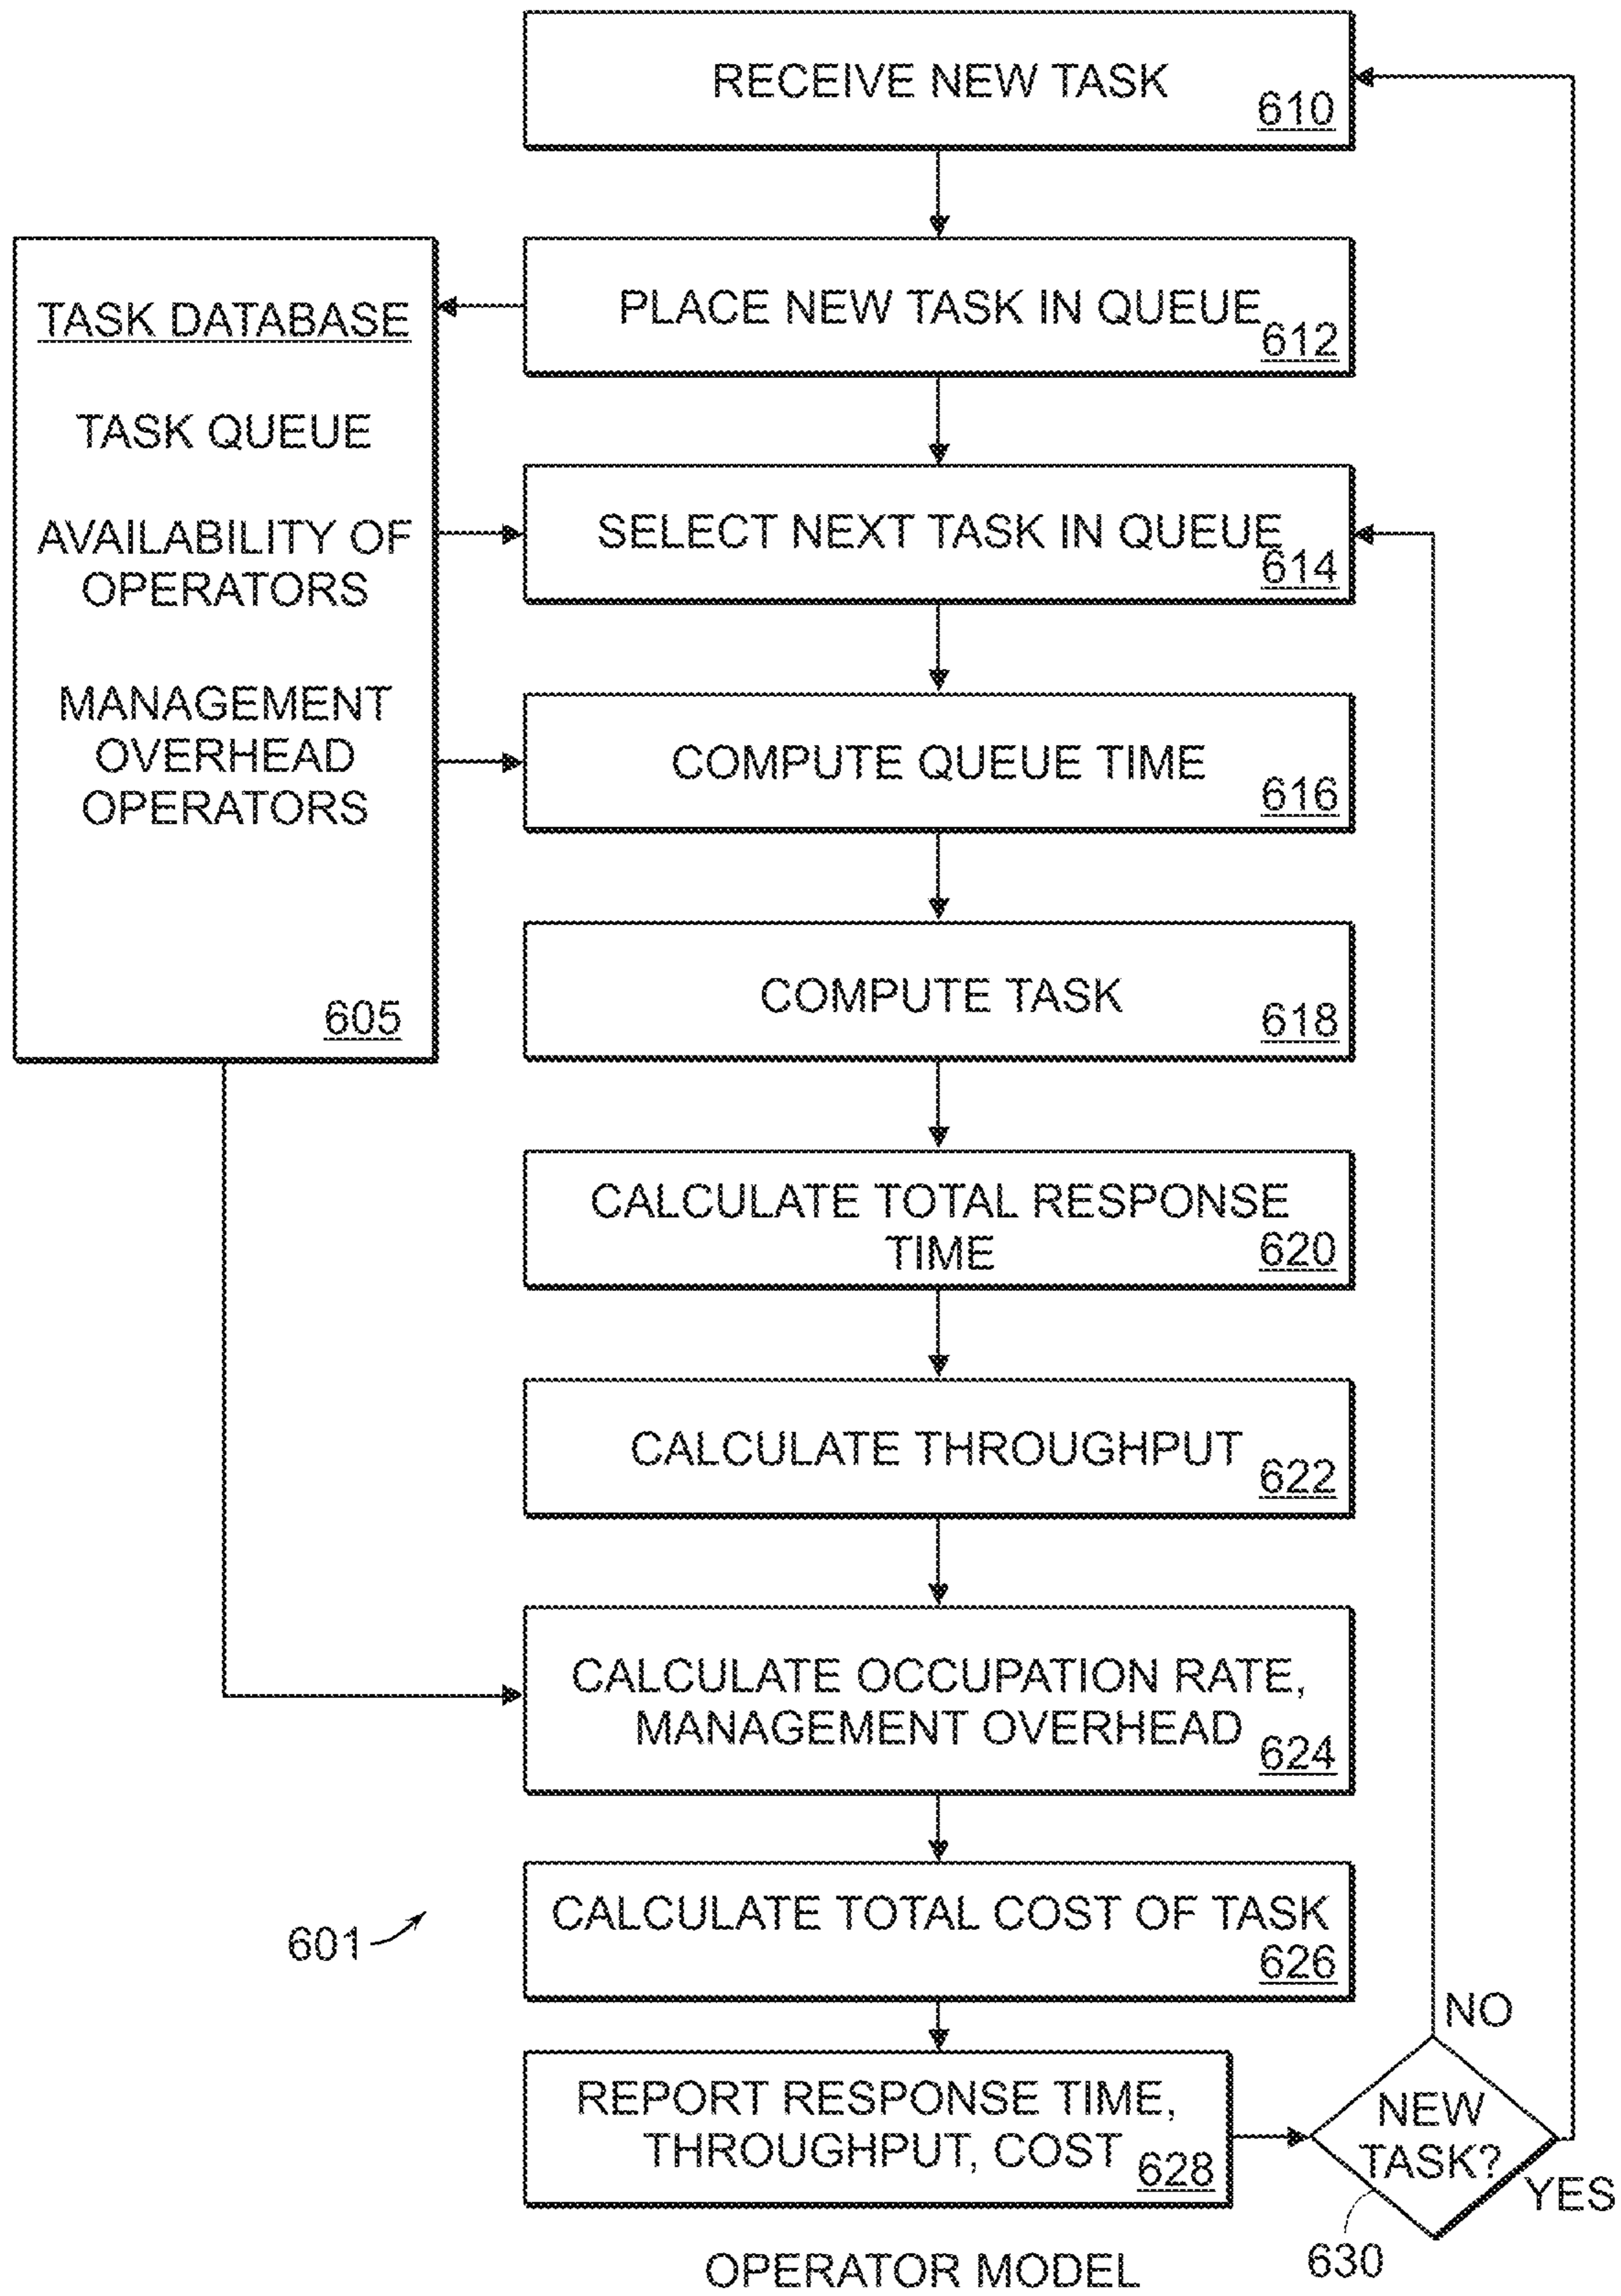 RECEIVE NEW TASK
610
PLACE NEW TASK IN QUEUE
612
TASK DATABASE
TASK QUEUE
AVAILABILITY OF
OPERATORS
MANAGEMENT
OVERHEAD
OPERATORS
605
SELECT NEXT TASK IN QUEUE
614
COMPUTE QUEUE TIME
616
COMPUTE TASK
618
CALCULATE TOTAL RESPONSE
TIME
620
CALCULATE THROUGHPUT
622
CALCULATE OCCUPATION RATE,
MANAGEMENT OVERHEAD
624
CALCULATE TOTAL COST OF TASK
626
601
REPORT RESPONSE TIME,
THROUGHPUT, COST
628
NO
NEW
TASK?
YES
630
OPERATOR MODEL